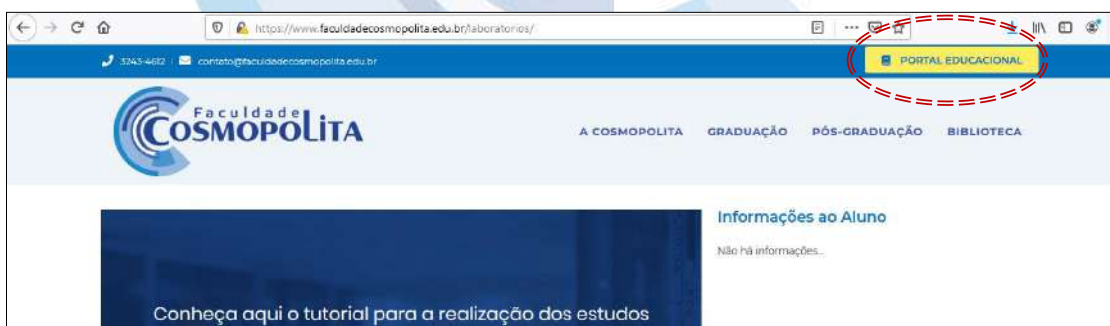 https://www.faculdadecosmopolita.edu.br/laboratorios/
3243-4612 contato@faculdadecosmopolita.edu.br
PORTAL EDUCACIONAL
Faculdade
COSMOPOLITA
A COSMOPOLITA GRADUAÇÃO PÓS-GRADUAÇÃO BIBLIOTECA
Informações ao Aluno
Não há informações...
Conheça aqui o tutorial para a realização dos estudos